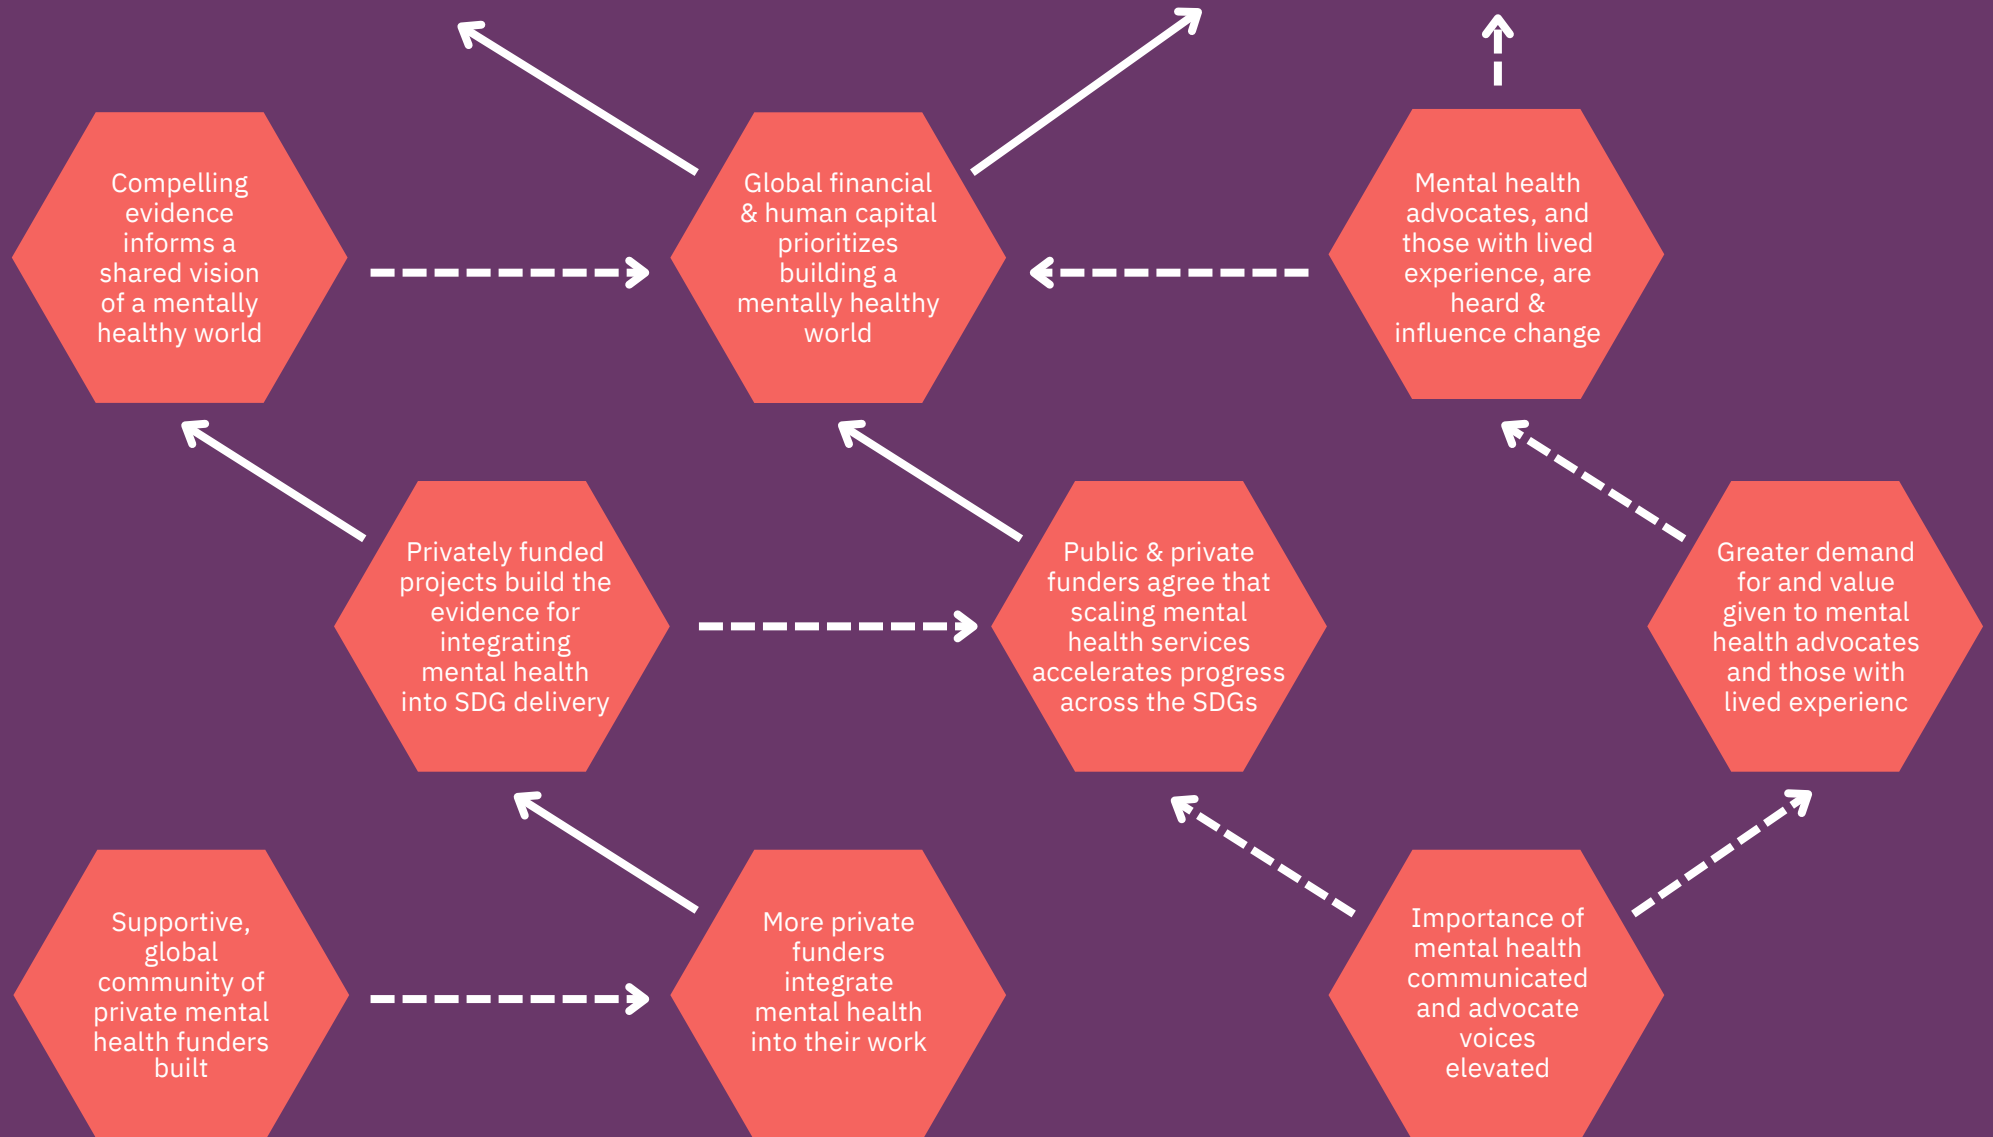 Compelling
evidence
informs a
shared vision
of a mentally
healthy world
Global financial
& human capital
prioritizes
building a
mentally healthy
world
Mental health
advocates, and
those with lived
experience, are
heard &
influence change
Privately funded
projects build the
evidence for
integrating
mental health
into SDG delivery
Public & private
funders agree that
scaling mental
health services
accelerates progress
across the SDGs
Greater demand
for and value
given to mental
health advocates
and those with
lived experienc
Supportive,
global
community of
private mental
health funders
built
More private
funders
integrate
mental health
into their work
Importance of
mental health
communicated
and advocate
voices
elevated